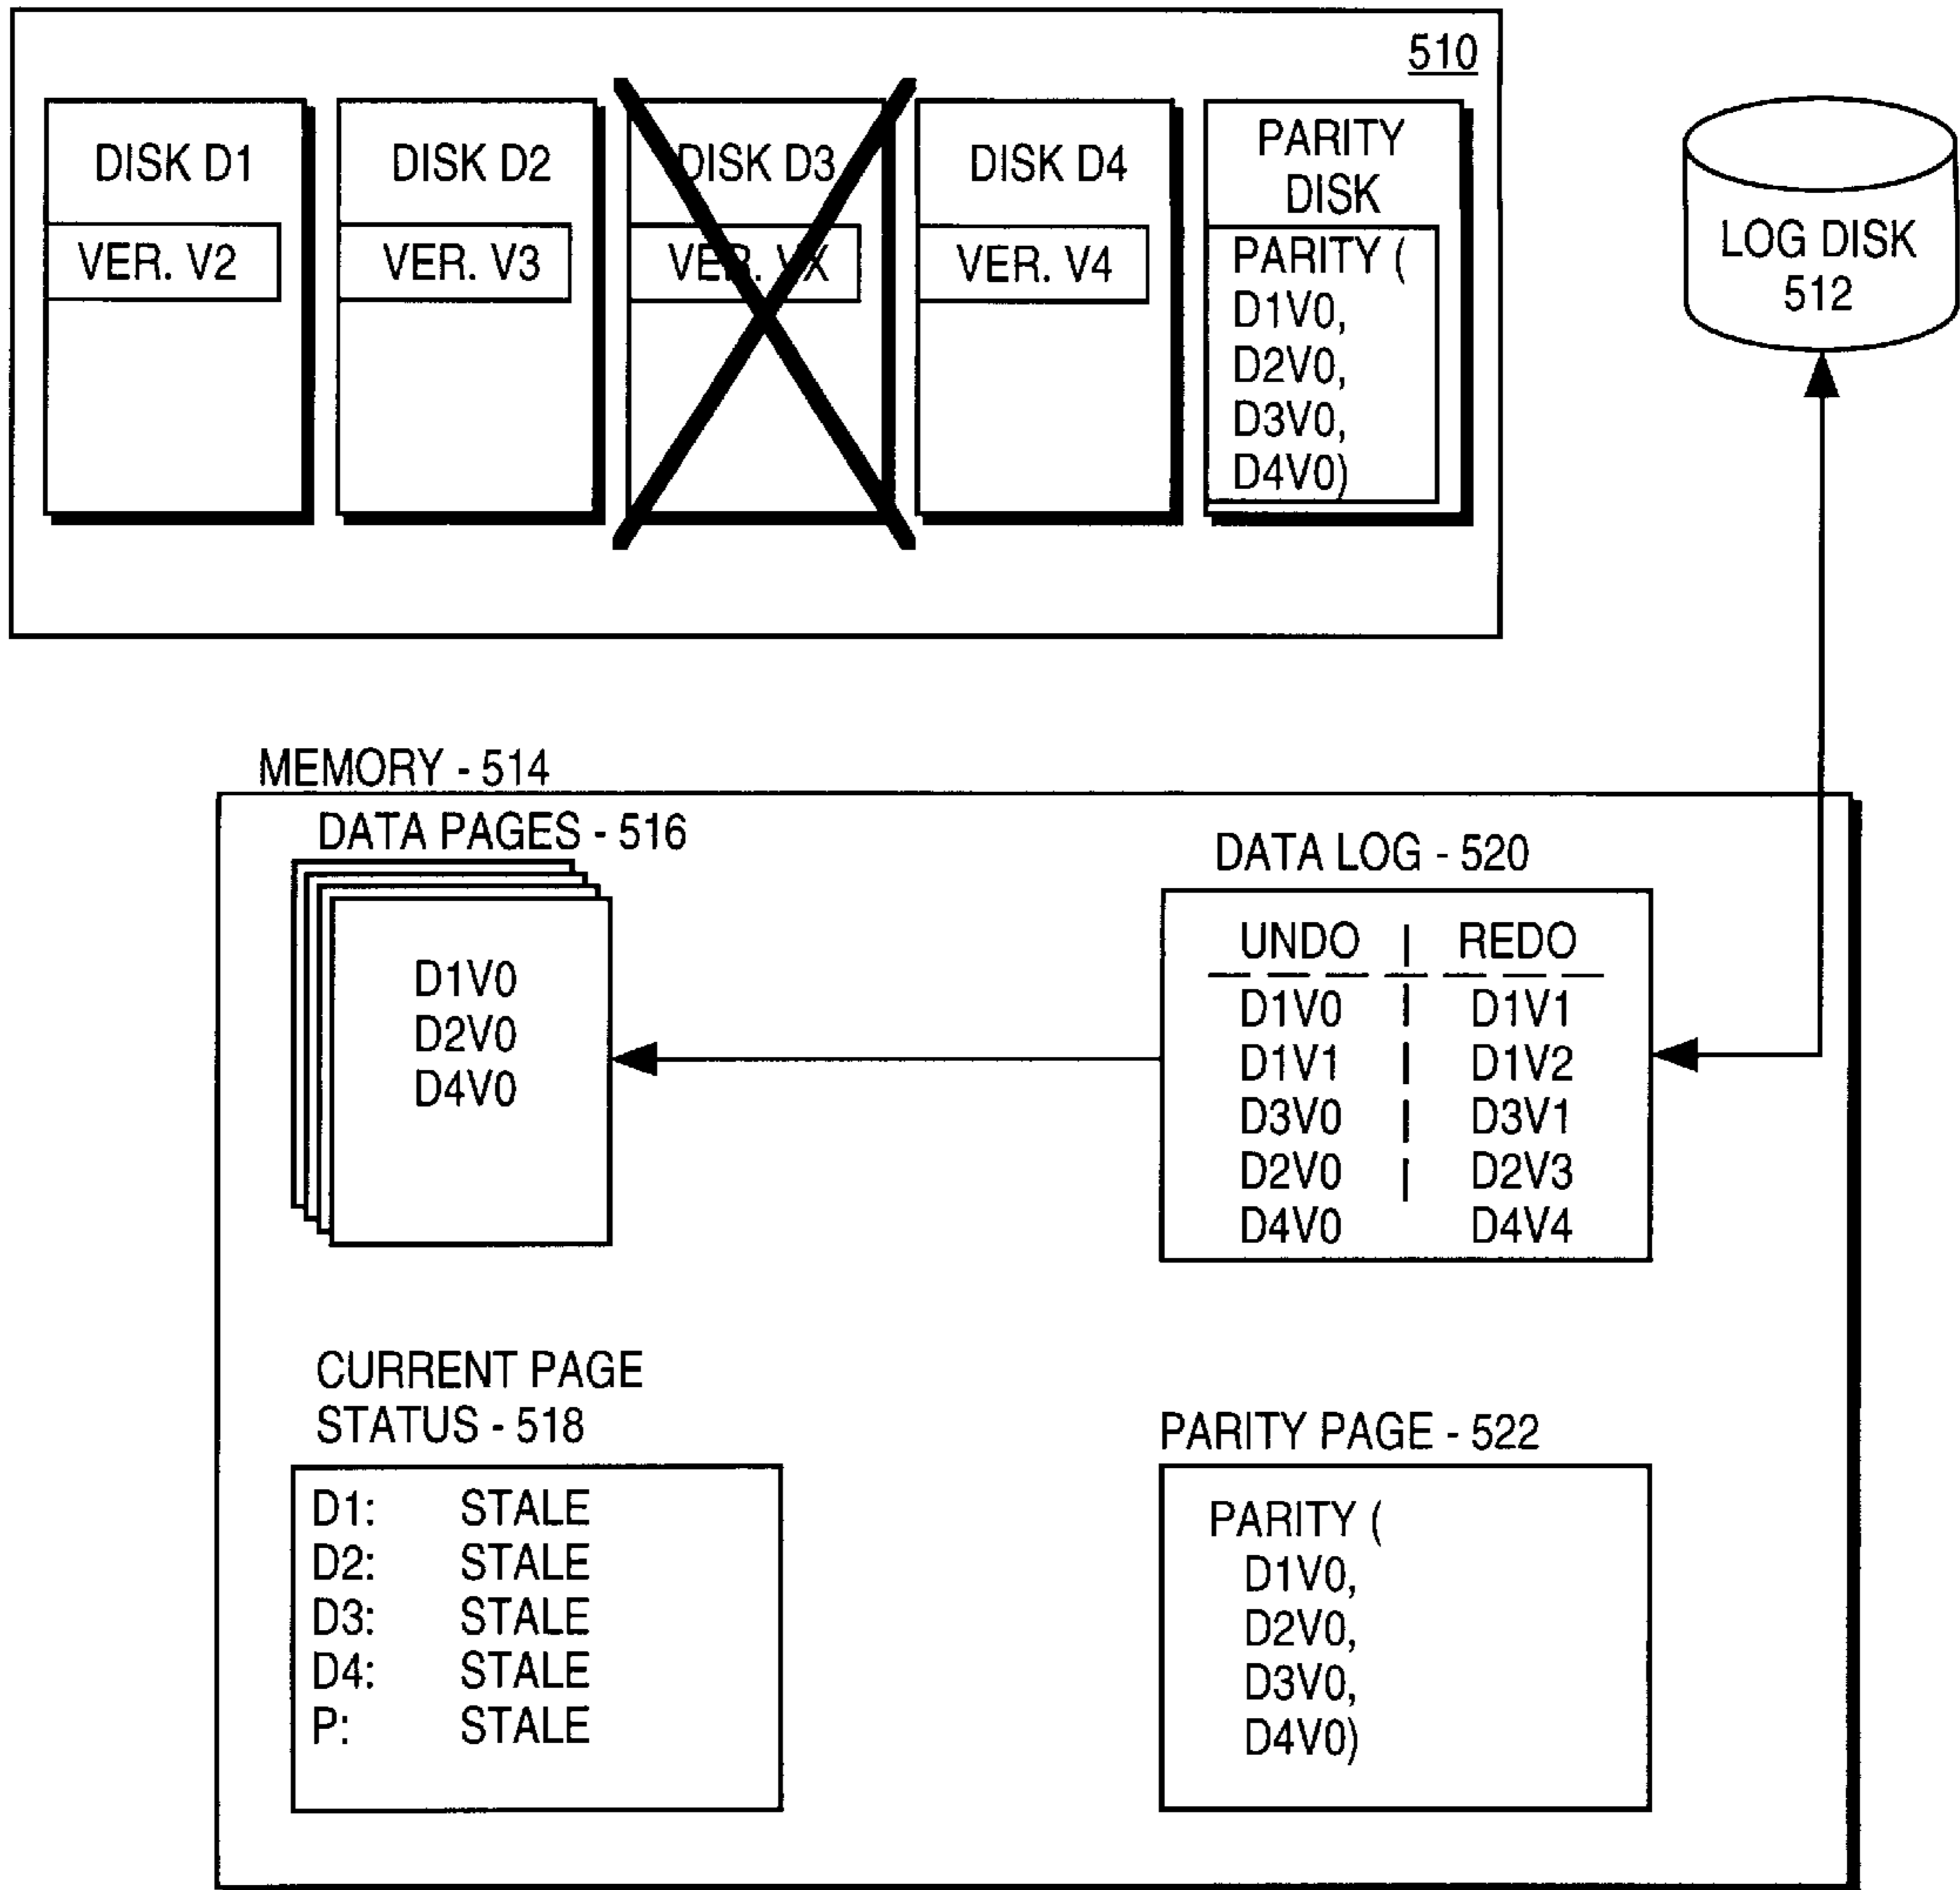 510
DISK D1
VER. V2
DISK D2
VER. V3
DISK D3
VER. VX
DISK D4
VER. V4
PARITY
DISK
PARITY (
D1V0,
D2V0,
D3V0,
D4V0)
LOG DISK
512
MEMORY - 514
DATA PAGES - 516
D1V0
D2V0
D4V0
DATA LOG - 520
UNDO | REDO
D1V0 | D1V1
D1V1 | D1V2
D3V0 | D3V1
D2V0 | D2V3
D4V0 D4V4
CURRENT PAGE
STATUS - 518
D1: STALE
D2: STALE
D3: STALE
D4: STALE
P: STALE
PARITY PAGE - 522
PARITY (
D1V0,
D2V0,
D3V0,
D4V0)